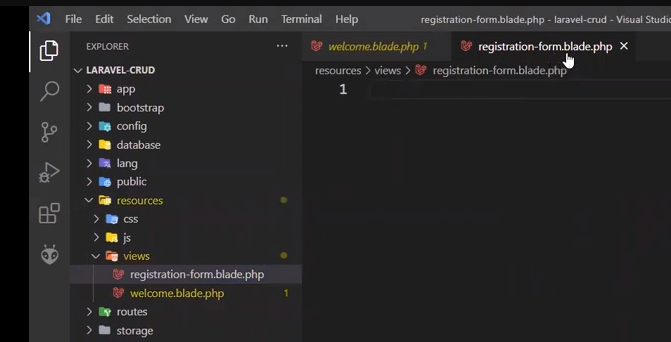 File Edit Selection View Go Run Terminal Help registration-form.blade.php - laravel-crud - Visual Studio
EXPLORER ... welcome.blade.php 1 registration-form.blade.php
LARAVEL-CRUD
resources > views > registration-form.blade.php
app
1
bootstrap
config
database
lang
public
resources
css
js
views
registration-form.blade.php
welcome.blade.php 1
routes
storage